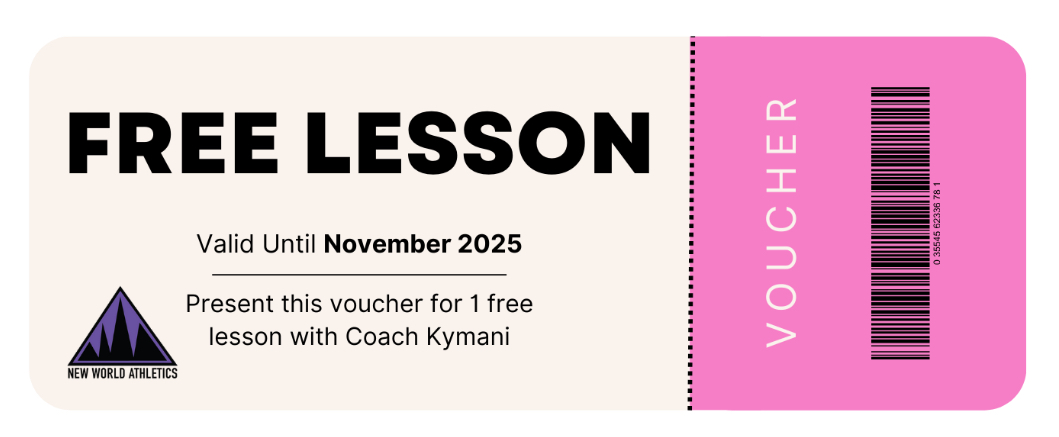 FREE LESSON
Valid Until November 2025
Present this voucher for 1 free
lesson with Coach Kymani
NEW WORLD ATHLETICS
VOUCHER
0 35545 62336 78 1